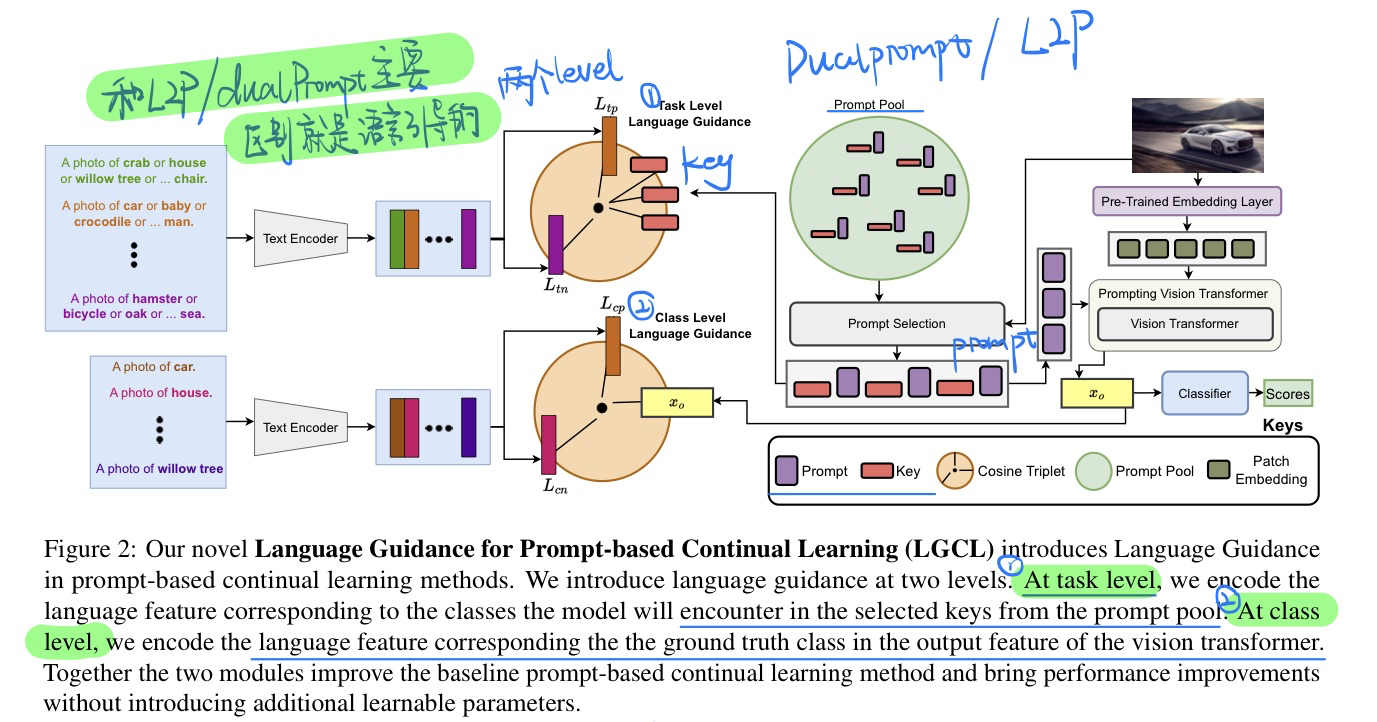 和L2P/dualPrompt主要
区别就是语言引导的
两个level
Dualprompt / L2P
A photo of crab or house
or willow tree or ... chair.
A photo of car or baby or
crocodile or ... man.
A photo of hamster or
bicycle or oak or ... sea.
Text Encoder
L_tp
① Task Level
Language Guidance
key
L_tn
A photo of car.
A photo of house.
A photo of willow tree
Text Encoder
L_cp
② Class Level
Language Guidance
x_o
L_cn
Prompt Pool
Prompt Selection
prompt
Pre-Trained Embedding Layer
Prompting Vision Transformer
Vision Transformer
x_o
Classifier
Scores
Keys
Prompt
Key
Cosine Triplet
Prompt Pool
Patch
Embedding
Figure 2: Our novel Language Guidance for Prompt-based Continual Learning (LGCL) introduces Language Guidance
in prompt-based continual learning methods. We introduce language guidance at two levels. ① At task level, we encode the
language feature corresponding to the classes the model will encounter in the selected keys from the prompt pool. ② At class
level, we encode the language feature corresponding the the ground truth class in the output feature of the vision transformer.
Together the two modules improve the baseline prompt-based continual learning method and bring performance improvements
without introducing additional learnable parameters.